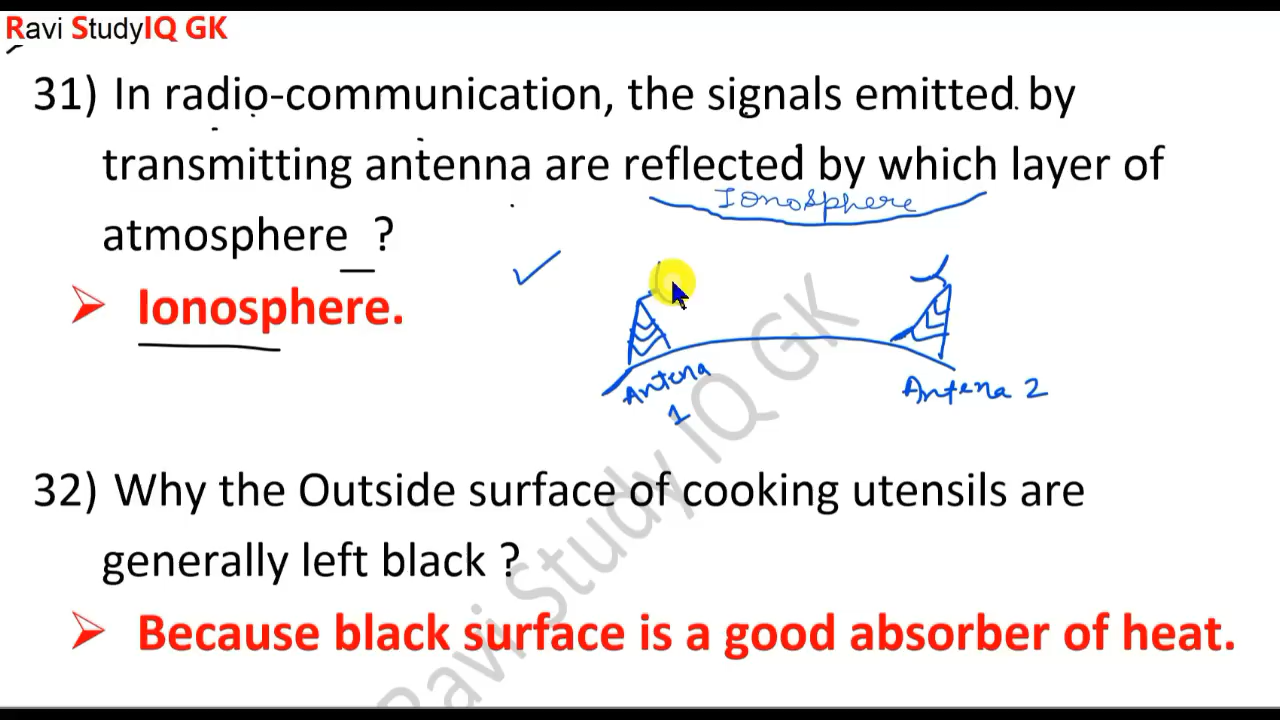 Ravi StudyIQ GK
31) In radio-communication, the signals emitted by
transmitting antenna are reflected by which layer of
Ionosphere
atmosphere ?
Ionosphere.
Antena
1
Antena 2
32) Why the Outside surface of cooking utensils are
generally left black ?
Because black surface is a good absorber of heat.
Ravi Study IQ GK